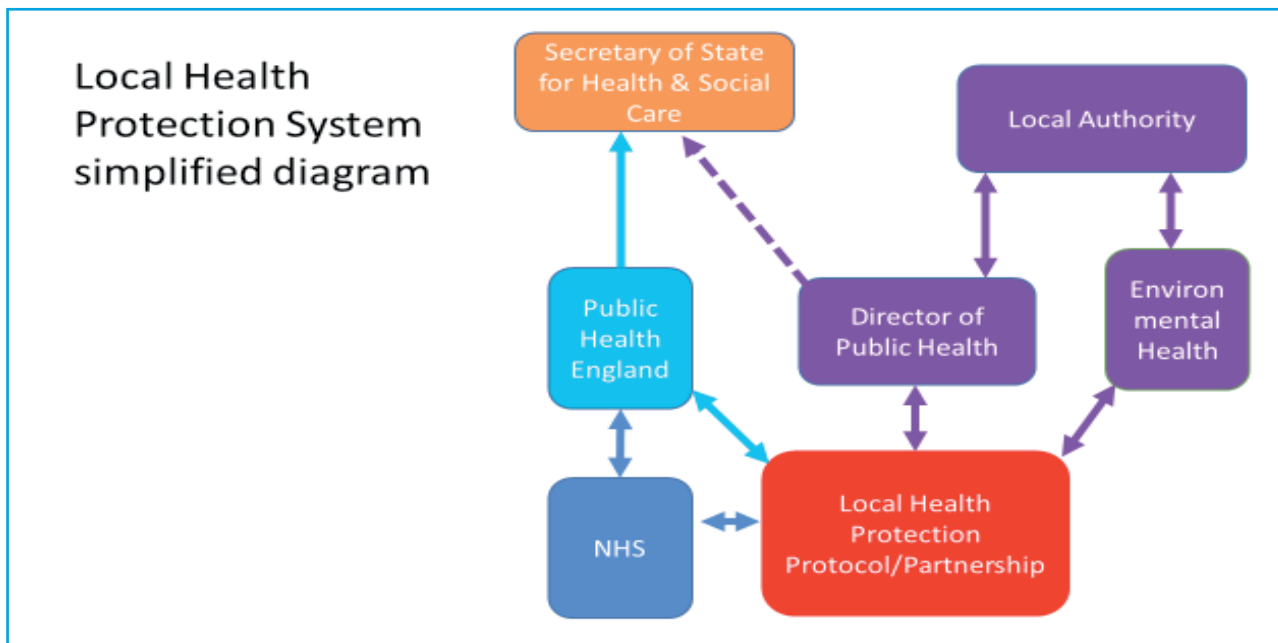 Local Health
Protection System
simplified diagram
Secretary of State
for Health & Social
Care
Local Authority
Public
Health
England
Director of
Public Health
Environ
mental
Health
NHS
Local Health
Protection
Protocol/Partnership